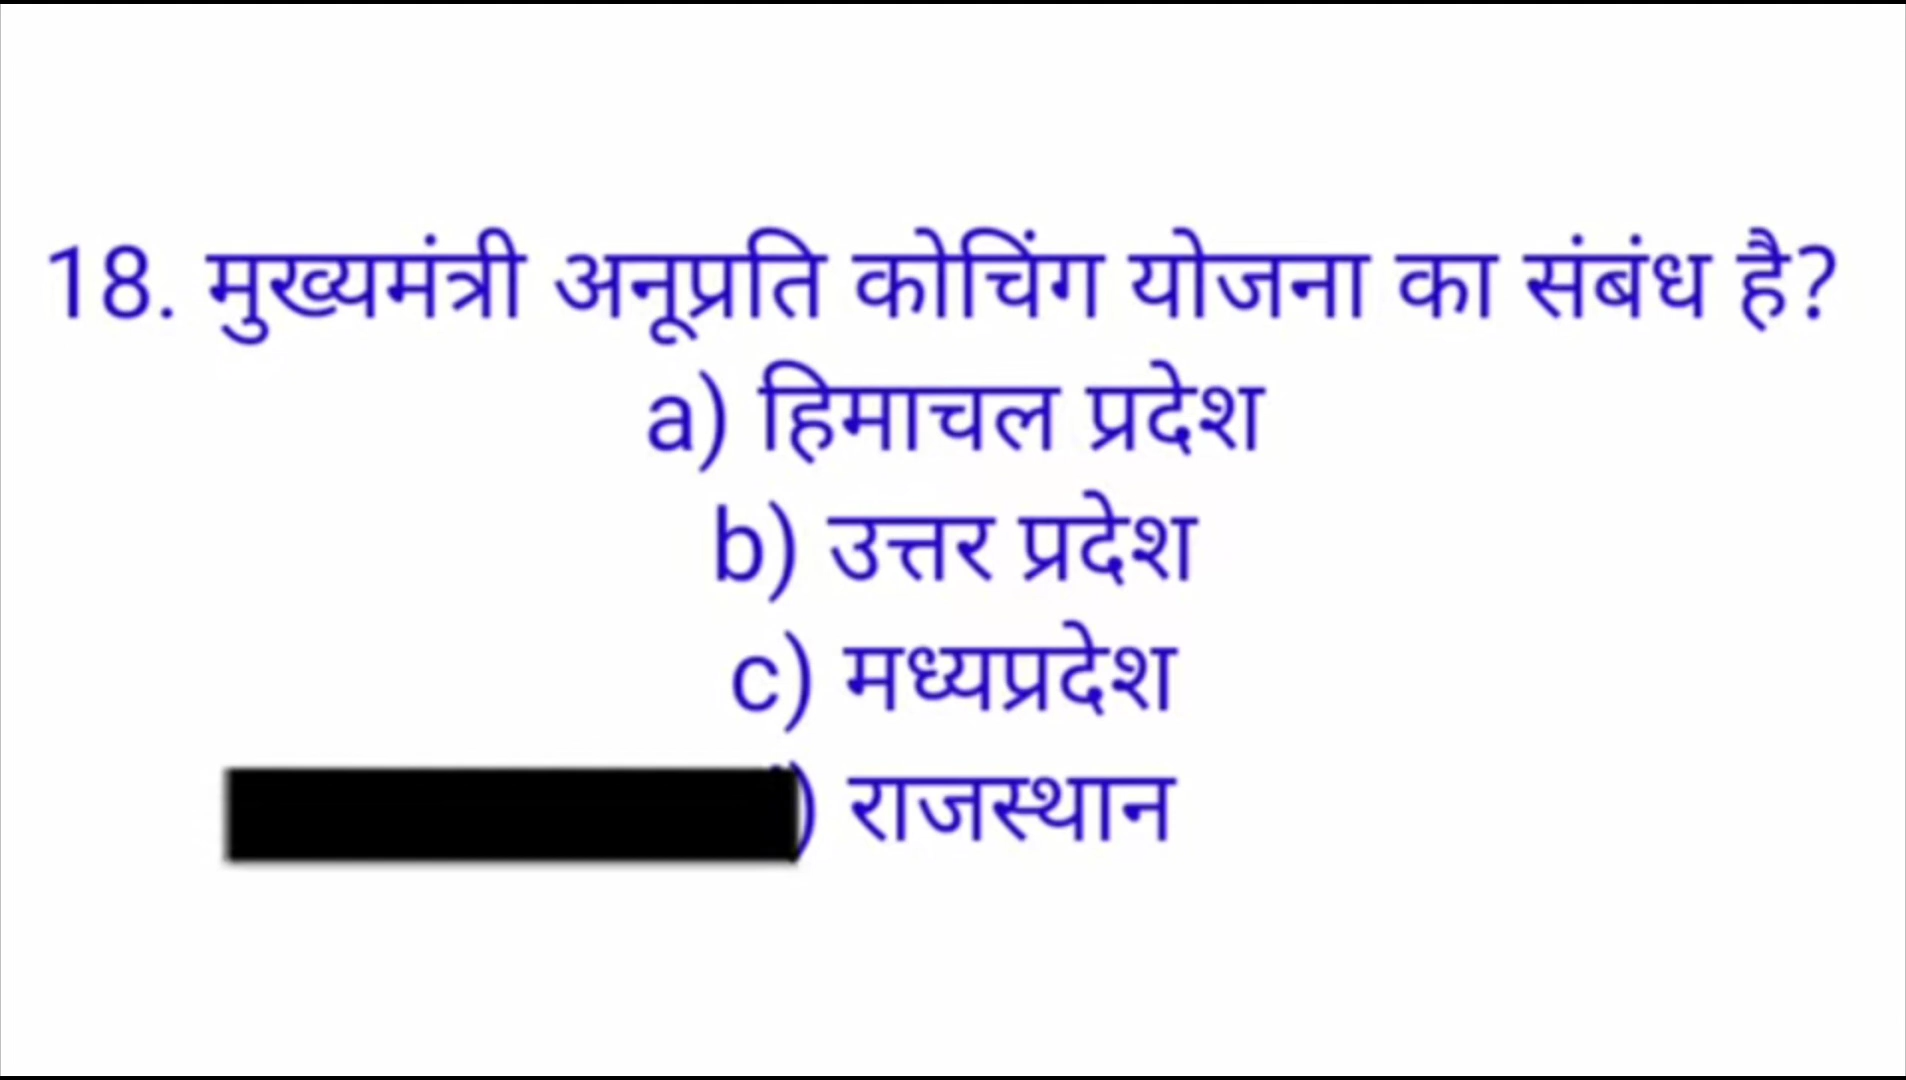 18. मुख्यमंत्री अनूप्रति कोचिंग योजना का संबंध है?
a) हिमाचल प्रदेश
b) उत्तर प्रदेश
c) मध्यप्रदेश
) राजस्थान